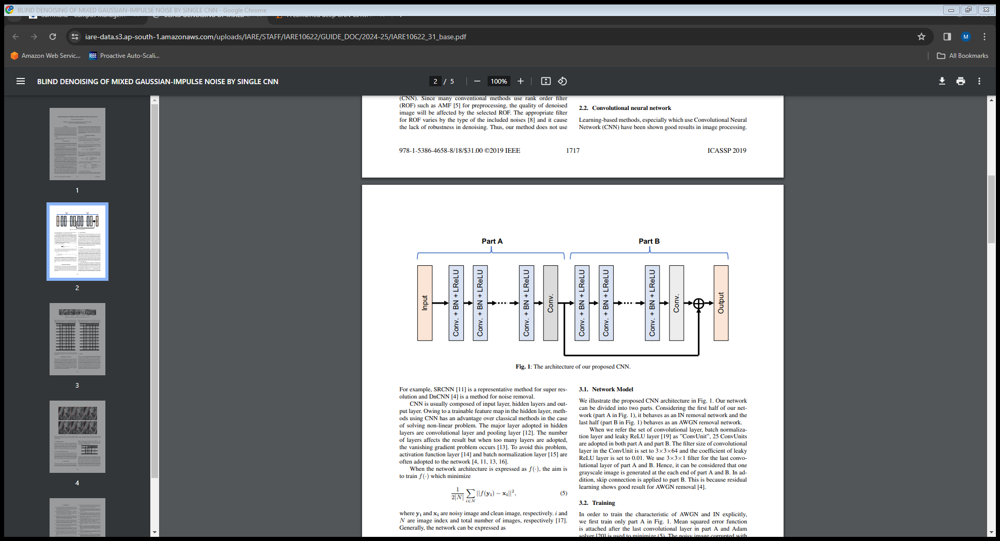 BLIND DENOISING OF MIXED GAUSSIAN-IMPULSE NOISE BY SINGLE CNN - Google Chrome
iare-data.s3.ap-south-1.amazonaws.com/uploads/IARE/STAFF/IARE10622/GUIDE_DOC/2024-25/IARE10622_31_base.pdf
M
Amazon Web Servic...
IEEE
Proactive Auto-Scali...
All Bookmarks
BLIND DENOISING OF MIXED GAUSSIAN-IMPULSE NOISE BY SINGLE CNN
2 / 5
100%
1
2
3
4
(CNN). Since many conventional methods use rank order filter
(ROF) such as AMF [5] for preprocessing, the quality of denoised
image will be affected by the selected ROF. The appropriate filter
for ROF varies by the type of the included noises [8] and it cause
the lack of robustness in denoising. Thus, our method does not use
2.2. Convolutional neural network
Learning-based methods, especially which use Convolutional Neural
Network (CNN) have been shown good results in image processing.
978-1-5386-4658-8/18/$31.00 ©2019 IEEE
1717
ICASSP 2019
Part A
Part B
Input
Conv. + BN + LReLU
Conv. + BN + LReLU
Conv. + BN + LReLU
Conv.
Conv. + BN + LReLU
Conv. + BN + LReLU
Conv. + BN + LReLU
Conv.
Output
Fig. 1: The architecture of our proposed CNN.
For example, SRCNN [11] is a representative method for super res-
olution and DnCNN [4] is a method for noise removal.
CNN is usually composed of input layer, hidden layers and out-
put layer. Owing to a trainable feature map in the hidden layer, meth-
ods using CNN has an advantage over classical methods in the case
of solving non-linear problem. The major layer adopted in hidden
layers are convolutional layer and pooling layer [12]. The number
of layers affects the result but when too many layers are adopted,
the vanishing gradient problem occurs [13]. To avoid this problem,
activation function layer [14] and batch normalization layer [15] are
often adopted to the network [4, 11, 13, 16].
When the network architecture is expressed as f(·), the aim is
to train f(·) which minimize
1/2|N| ∑i∈N ||f(yi) − xi||², (5)
where yi and xi are noisy image and clean image, respectively. i and
N are image index and total number of images, respectively [17].
Generally, the network can be expressed as
3.1. Network Model
We illustrate the proposed CNN architecture in Fig. 1. Our network
can be divided into two parts. Considering the first half of our net-
work (part A in Fig. 1), it behaves as an IN removal network and the
last half (part B in Fig. 1) behaves as an AWGN removal network.
When we refer the set of convolutional layer, batch normaliza-
tion layer and leaky ReLU layer [19] as ”ConvUnit”, 25 ConvUnits
are adopted in both part A and part B. The filter size of convolutional
layer in the ConvUnit is set to 3×3×64 and the coefficient of leaky
ReLU layer is set to 0.01. We use 3×3×1 filter for the last convo-
lutional layer of part A and B. Hence, it can be considered that one
grayscale image is generated at the each end of part A and B. In ad-
dition, skip connection is applied to part B. This is because residual
learning shows good result for AWGN removal [4].
3.2. Training
In order to train the characteristic of AWGN and IN explicitly,
we first train only part A in Fig. 1. Mean squared error function
is attached after the last convolutional layer in part A and Adam
solver [20] is used to minimize (5). The noisy image corrupted with